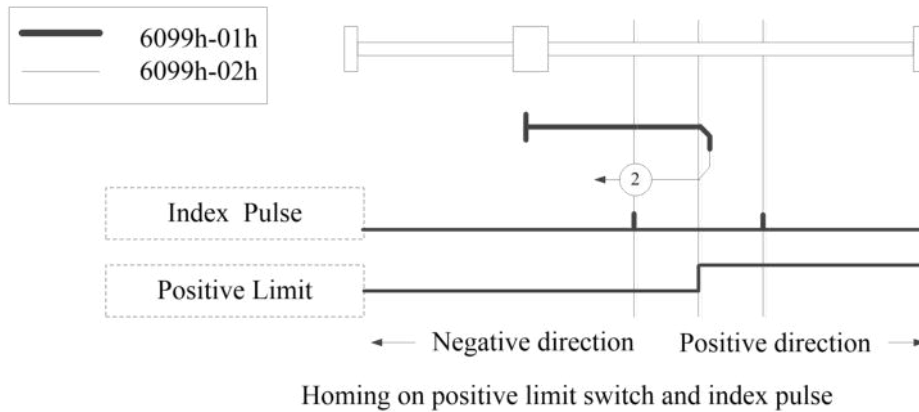 6099h-01h
6099h-02h
2
Index Pulse
Positive Limit
Negative direction
Positive direction
Homing on positive limit switch and index pulse